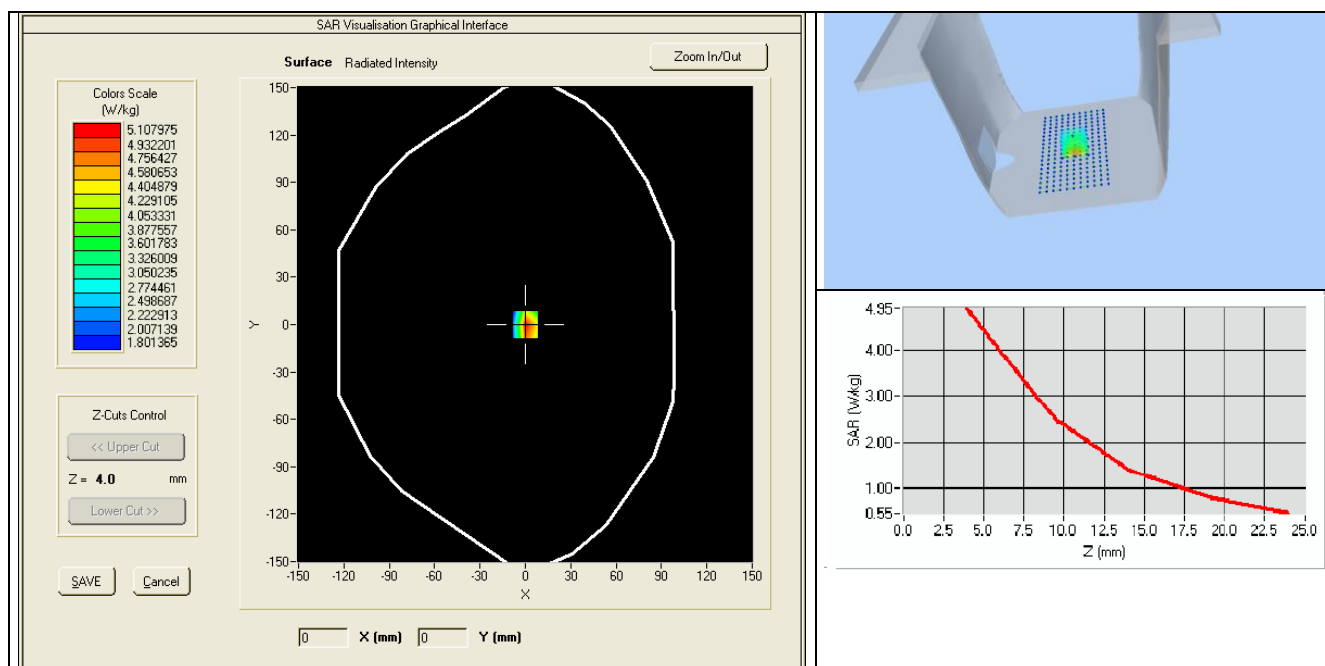 SAR Visualisation Graphical Interface
Surface Radiated Intensity
Zoom In/Out
Colors Scale
(W/kg)
5.107975
4.932201
4.756427
4.580653
4.404879
4.229105
4.053331
3.877557
3.601783
3.326009
3.050235
2.774461
2.498687
2.222913
2.007139
1.801365
Z-Cuts Control
<< Upper Cut
Z = 4.0 mm
Lower Cut >>
SAVE Cancel
150-
120-
90-
60-
30-
0-
-30-
-60-
-90-
-120-
-150-
Y
-150 -120 -90 -60 -30 0 30 60 90 120 150
X
0 X (mm) 0 Y (mm)
4.95-
4.00-
3.00-
2.00-
1.00-
0.55-
SAR (W/kg)
0.0 2.5 5.0 7.5 10.0 12.5 15.0 17.5 20.0 22.5 25.0
Z (mm)